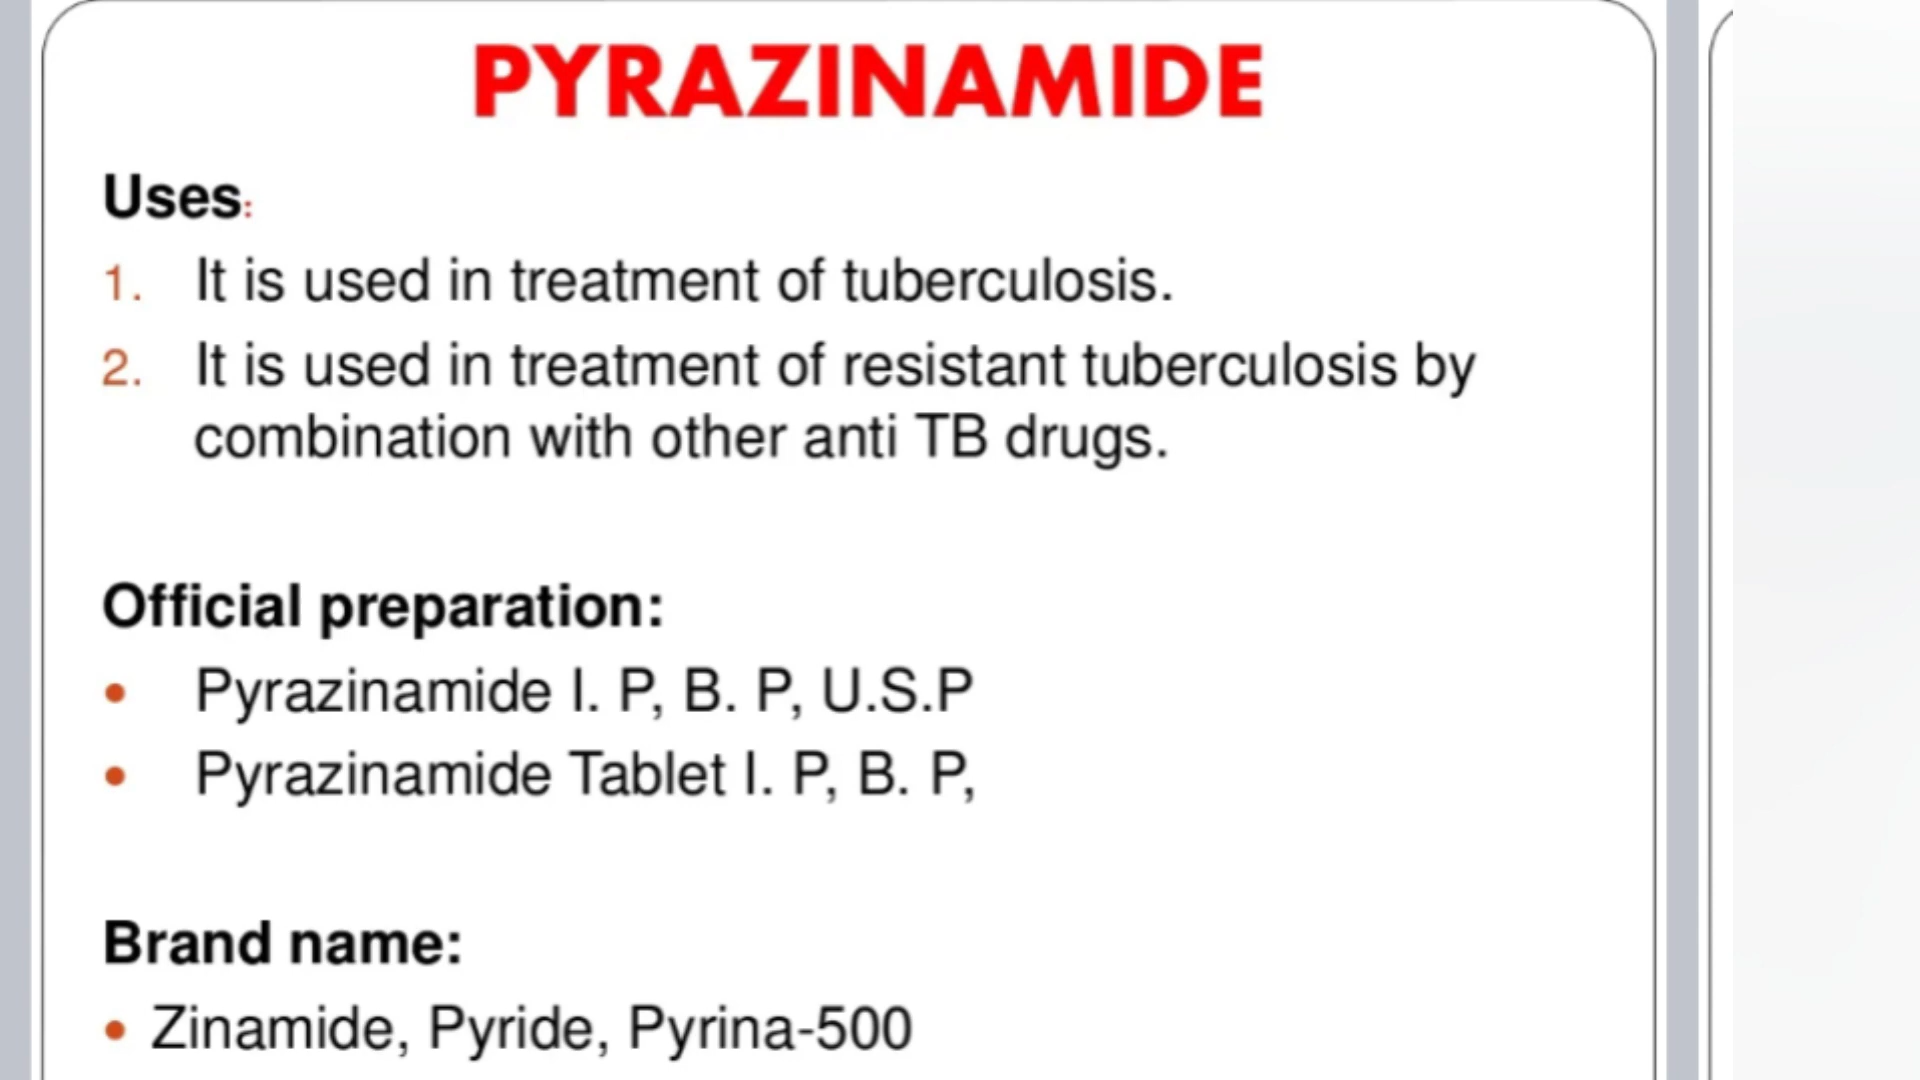 PYRAZINAMIDE
Uses:
1. It is used in treatment of tuberculosis.
2. It is used in treatment of resistant tuberculosis by
combination with other anti TB drugs.
Official preparation:
• Pyrazinamide I. P, B. P, U.S.P
• Pyrazinamide Tablet I. P, B. P,
Brand name:
• Zinamide, Pyride, Pyrina-500